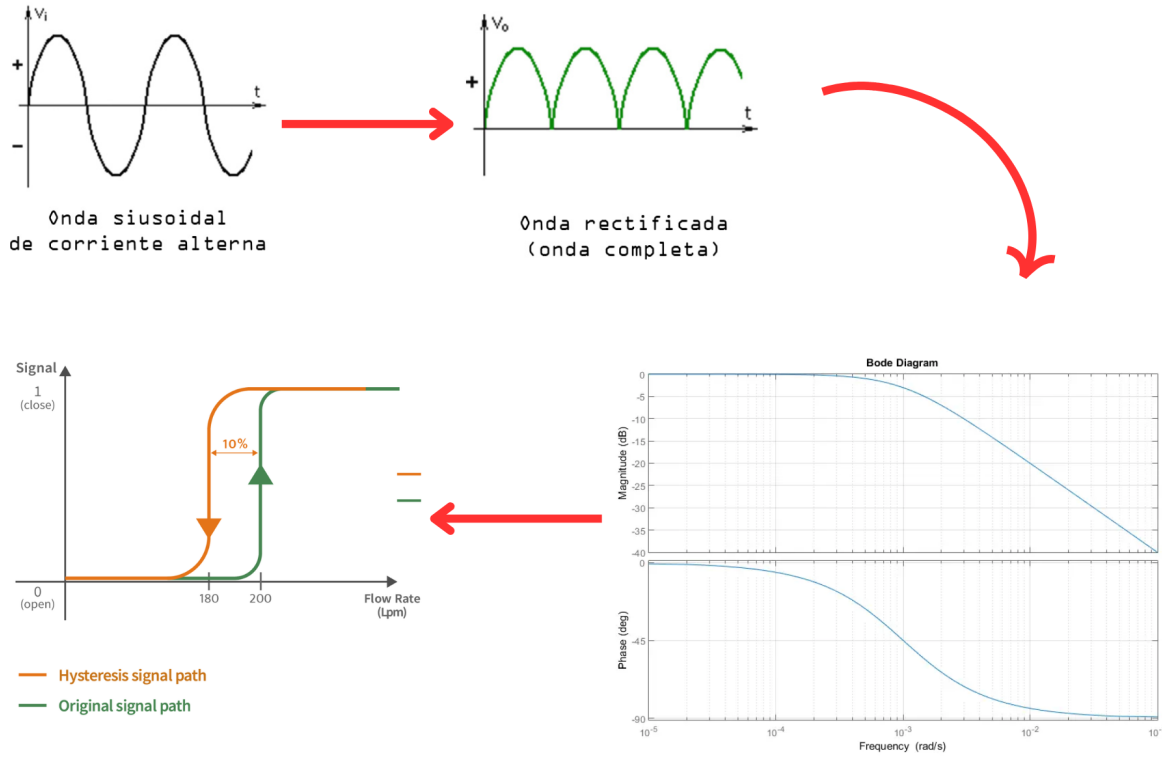 Vi
+
t
−
Onda siusoidal
de corriente alterna
Vo
+
t
Onda rectificada
(onda completa)
Signal
1
(close)
10%
0
(open)
180
200
Flow Rate
(Lpm)
Hysteresis signal path
Original signal path
Bode Diagram
Magnitude (dB)
0
-5
-10
-15
-20
-25
-30
-35
-40
Phase (deg)
0
-45
-90
10^-5
10^-4
10^-3
10^-2
10^-
Frequency (rad/s)